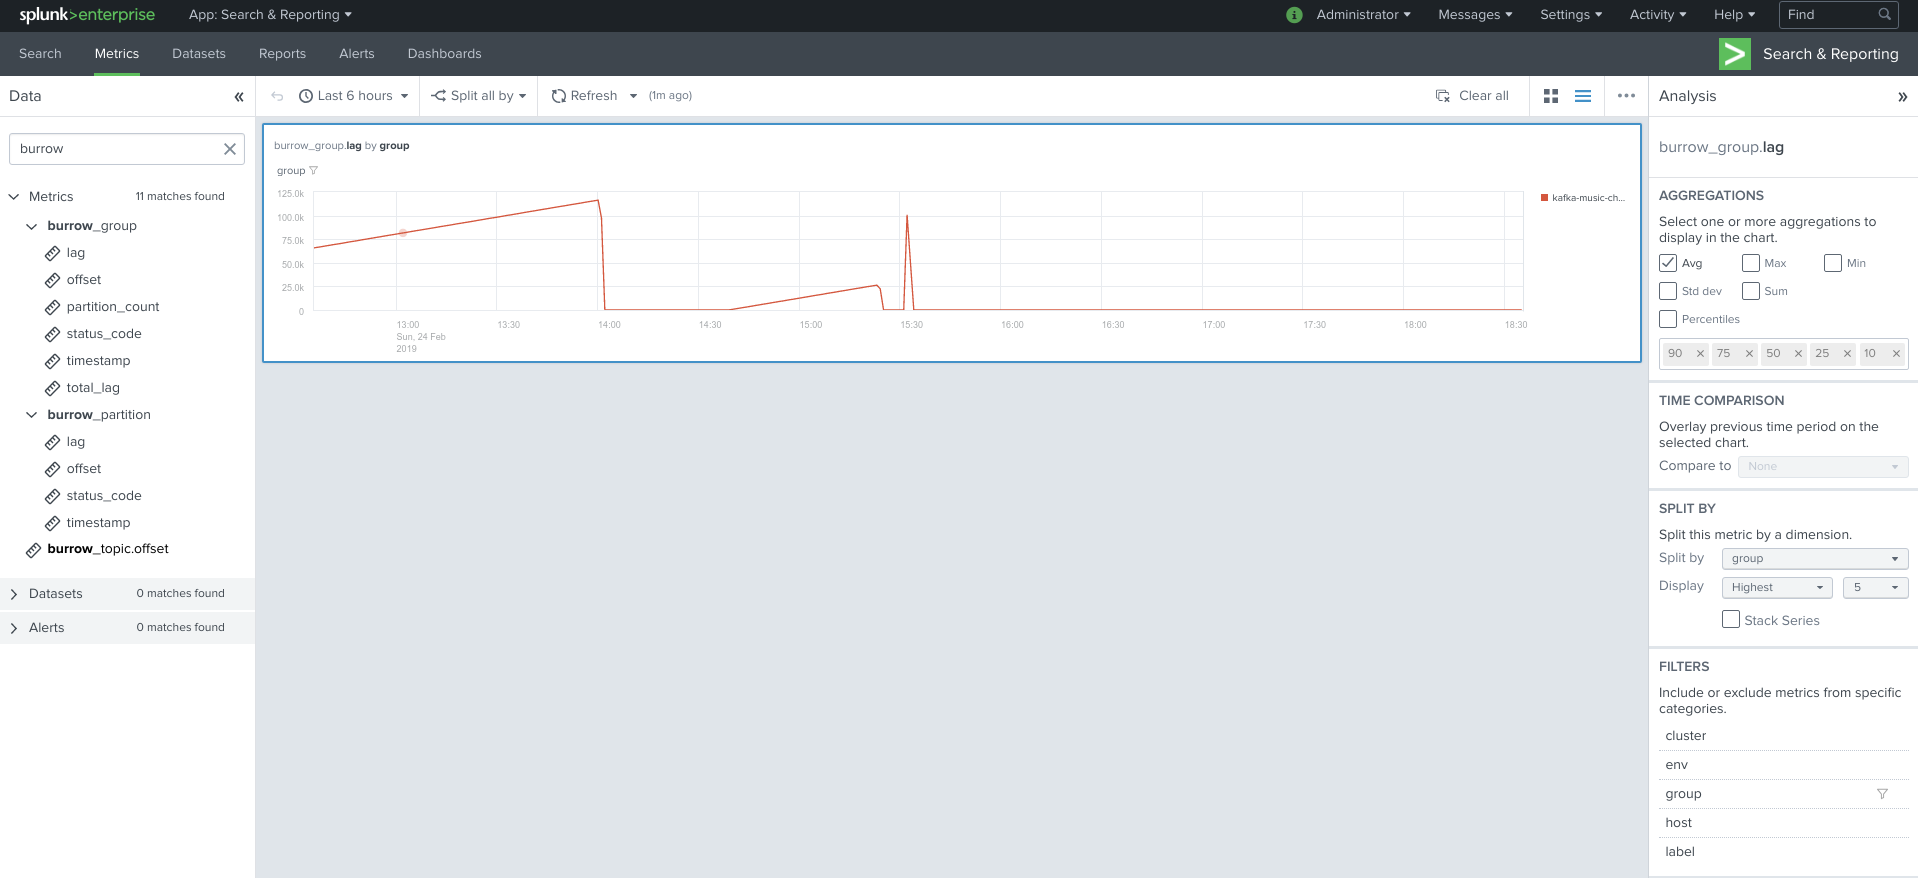 splunk>enterprise App: Search & Reporting Administrator Messages Settings Activity Help Find
Search Metrics Datasets Reports Alerts Dashboards Search & Reporting
Data « Last 6 hours Split all by Refresh (1m ago) Clear all Analysis »
burrow
Metrics 11 matches found
burrow_group
lag
offset
partition_count
status_code
timestamp
total_lag
burrow_partition
lag
offset
status_code
timestamp
burrow_topic.offset
Datasets 0 matches found
Alerts 0 matches found
burrow_group.lag by group
group
125.0k
100.0k
75.0k
50.0k
25.0k
0
13:00 13:30 14:00 14:30 15:00 15:30 16:00 16:30 17:00 17:30 18:00 18:30
Sun, 24 Feb
2019
kafka-music-ch...
burrow_group.lag
AGGREGATIONS
Select one or more aggregations to
display in the chart.
Avg Max Min
Std dev Sum
Percentiles
90 × 75 × 50 × 25 × 10 ×
TIME COMPARISON
Overlay previous time period on the
selected chart.
Compare to None
SPLIT BY
Split this metric by a dimension.
Split by group
Display Highest 5
Stack Series
FILTERS
Include or exclude metrics from specific
categories.
cluster
env
group
host
label